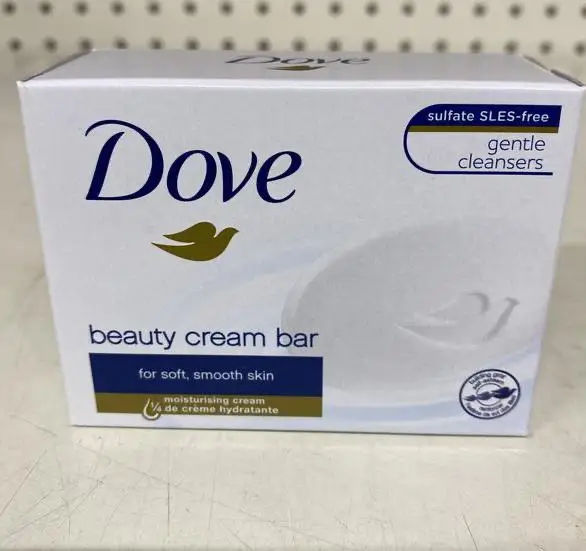 Dove
Dove
sulfate SLES-free
gentle
cleansers
beauty cream bar
for soft, smooth skin
¼ moisturising cream
de crème hydratante